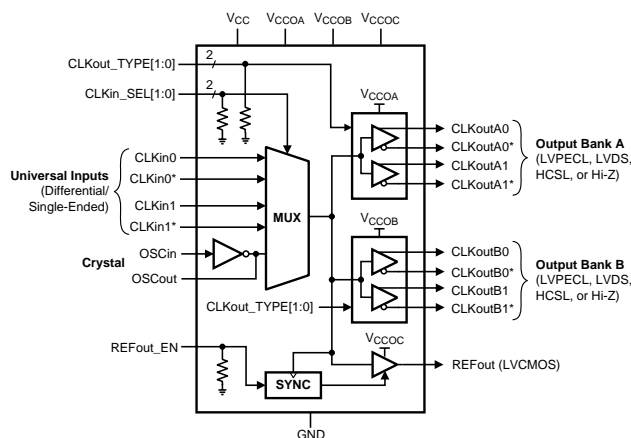 VCC VCCOA VCCOB VCCOC
CLKout_TYPE[1:0] 2
CLKin_SEL[1:0] 2
VCCOA
CLKoutA0
CLKoutA0*
CLKoutA1
CLKoutA1*
Output Bank A
(LVPECL, LVDS,
HCSL, or Hi-Z)
Universal Inputs
(Differential/
Single-Ended)
CLKin0
CLKin0*
CLKin1
CLKin1*
MUX
Crystal
OSCin
OSCout
VCCOB
CLKoutB0
CLKoutB0*
CLKoutB1
CLKoutB1*
Output Bank B
(LVPECL, LVDS,
HCSL, or Hi-Z)
CLKout_TYPE[1:0]
REFout_EN
SYNC
VCCOC
REFout (LVCMOS)
GND